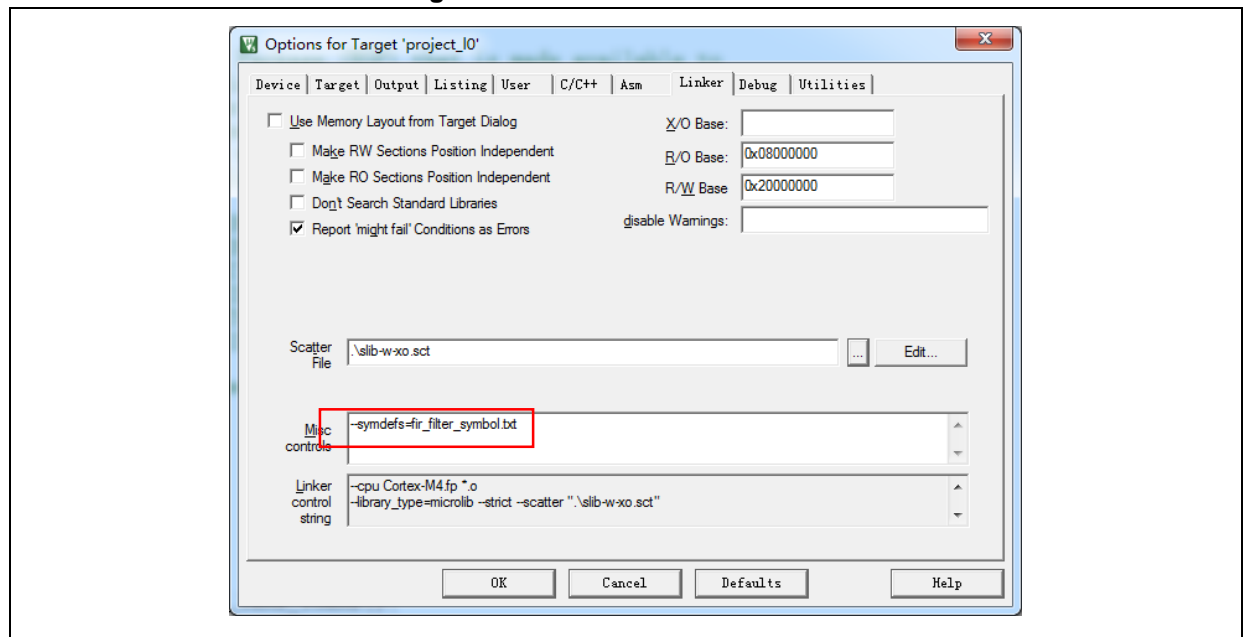 Options for Target 'project_l0'
Device Target Output Listing User C/C++ Asm Linker Debug Utilities
Use Memory Layout from Target Dialog
Make RW Sections Position Independent
Make RO Sections Position Independent
Don't Search Standard Libraries
Report 'might fail' Conditions as Errors
X/O Base:
R/O Base: 0x08000000
R/W Base 0x20000000
disable Warnings:
Scatter
File
.\slib-w-xo.sct
...
Edit...
Misc
controls
--symdefs=fir_filter_symbol.txt
Linker
control
string
--cpu Cortex-M4.fp *.o
--library_type=microlib --strict --scatter ".\slib-w-xo.sct"
OK Cancel Defaults Help